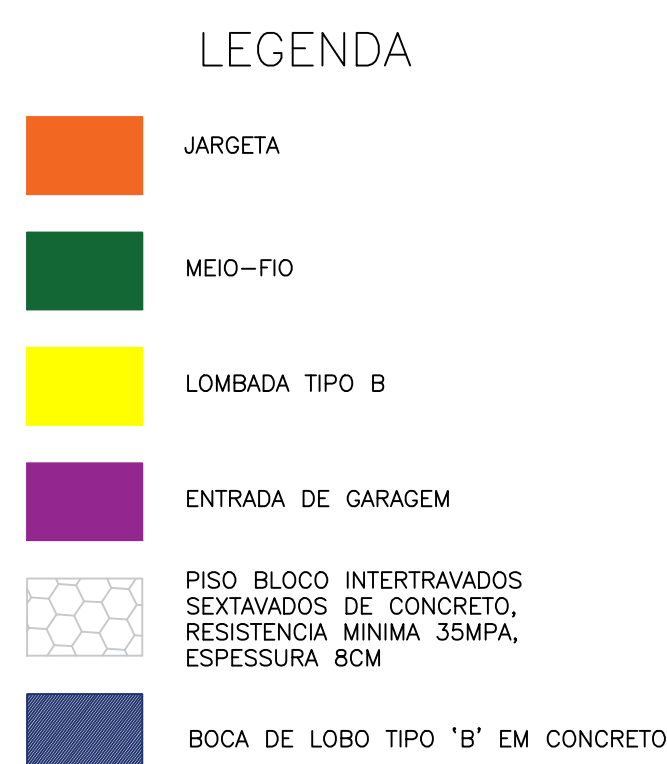 LEGENDA
JARGETA
MEIO-FIO
LOMBADA TIPO B
ENTRADA DE GARAGEM
PISO BLOCO INTERTRAVADOS
SEXTAVADOS DE CONCRETO,
RESISTENCIA MINIMA 35MPA,
ESPESSURA 8CM
BOCA DE LOBO TIPO 'B' EM CONCRETO